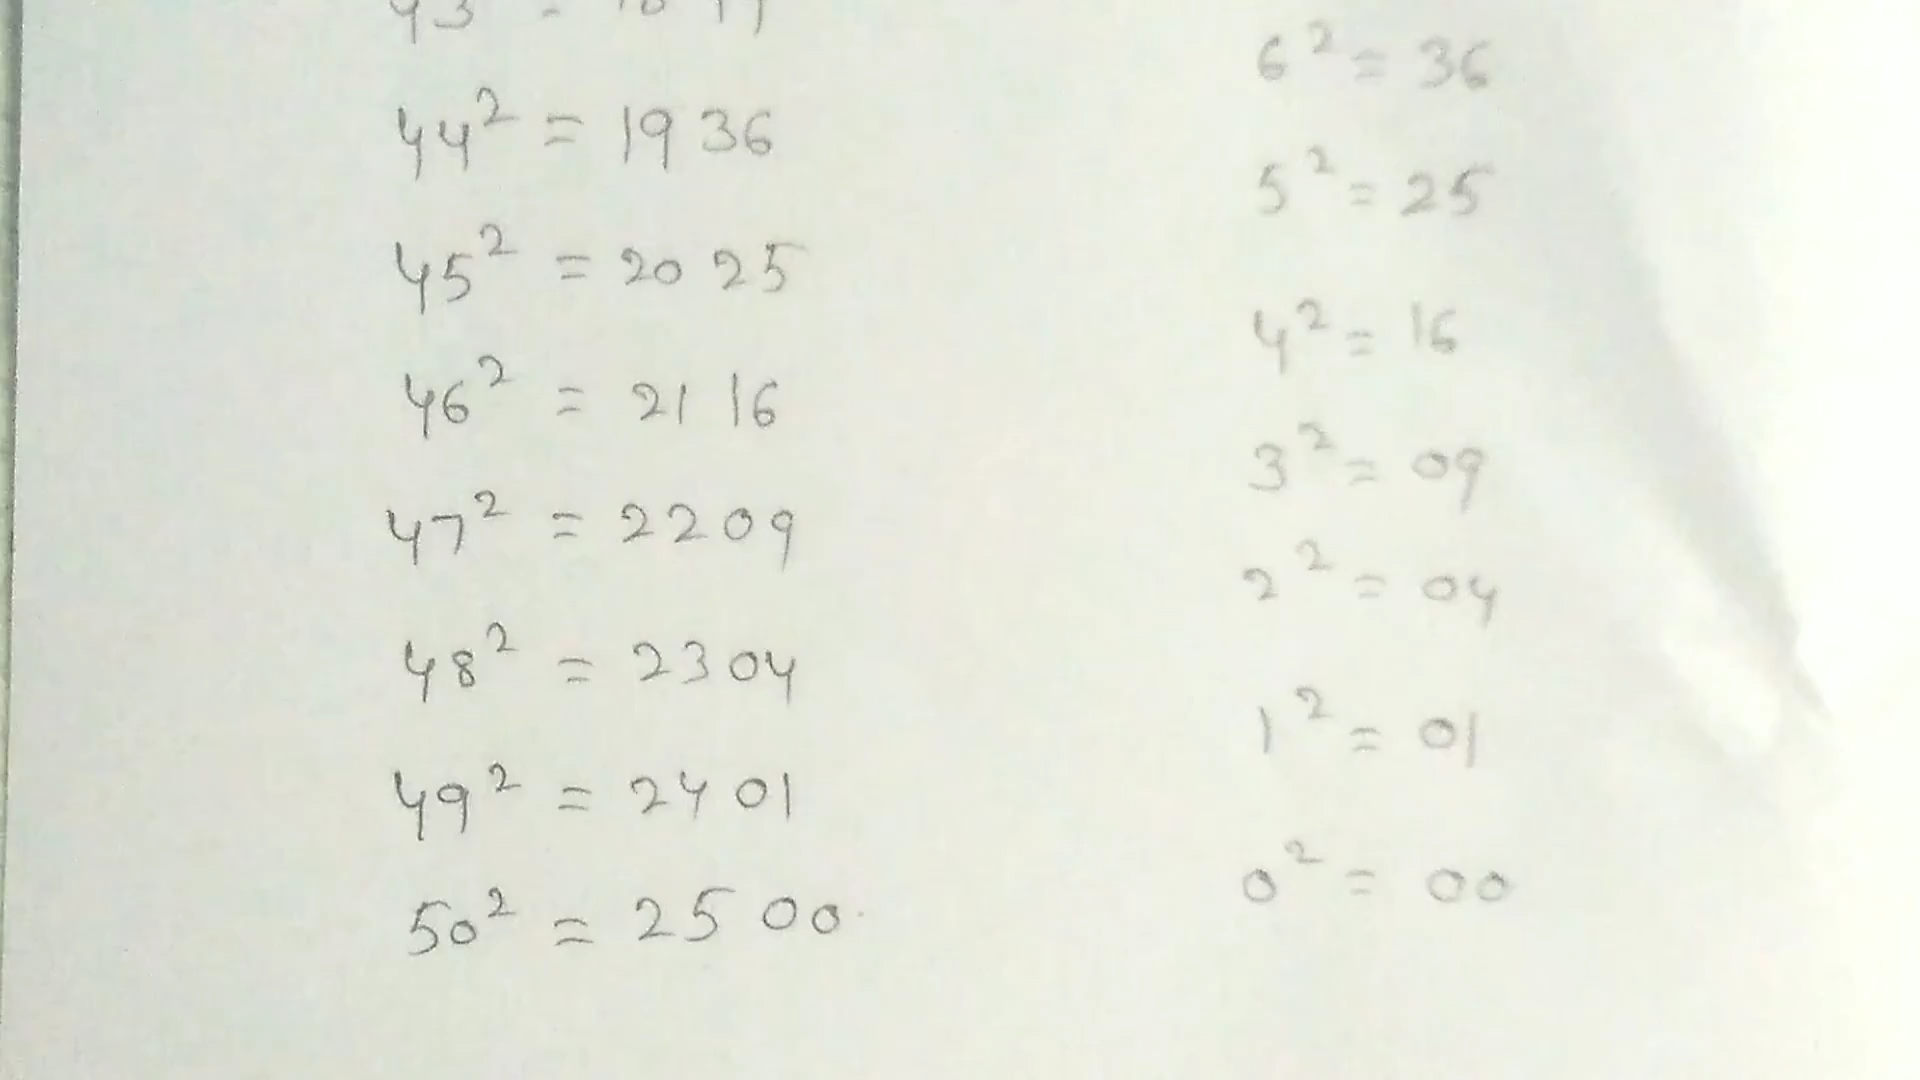 44² = 1936
45² = 2025
46² = 2116
47² = 2209
48² = 2304
49² = 2401
50² = 2500
6² = 36
5² = 25
4² = 16
3² = 09
2² = 04
1² = 01
0² = 00